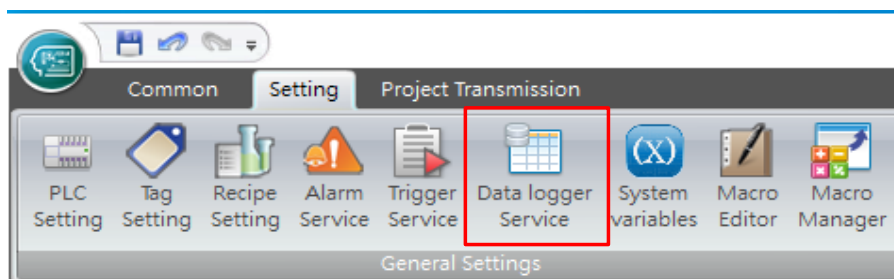 Common Setting Project Transmission
PLC Tag Recipe Alarm Trigger Data logger System Macro Macro
Setting Setting Setting Service Service Service variables Editor Manager
General Settings